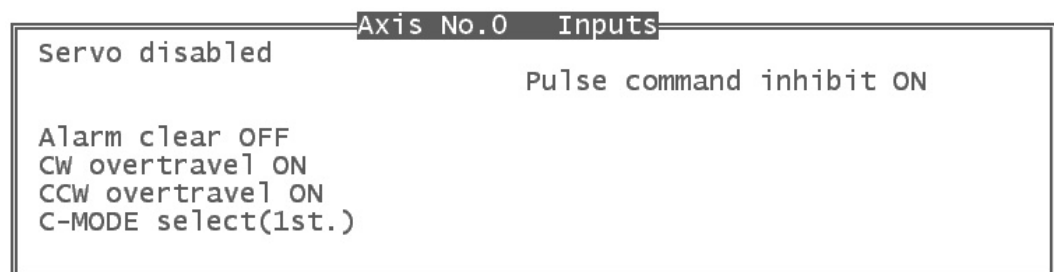 Axis No.0 Inputs
Servo disabled
Pulse command inhibit ON
Alarm clear OFF
CW overtravel ON
CCW overtravel ON
C-MODE select(1st.)